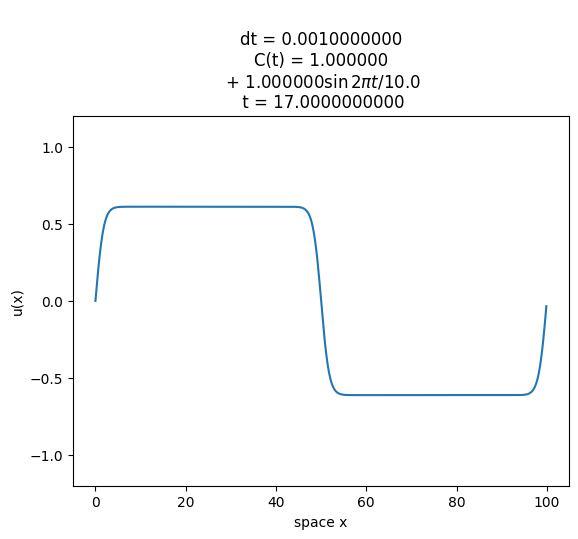 dt = 0.0010000000
C(t) = 1.000000
+ 1.000000sin 2πt/10.0
t = 17.0000000000
1.0
0.5
0.0
−0.5
−1.0
u(x)
0 20 40 60 80 100
space x